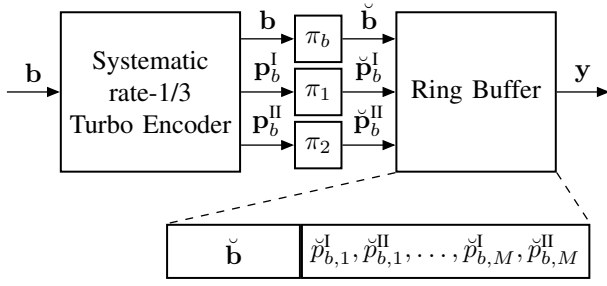 b b π_b b̆
Systematic
rate-1/3
Turbo Encoder
b
p_b^I π_1 p̆_b^I
p_b^II π_2 p̆_b^II
Ring Buffer
y
b̆ p̆_{b,1}^I, p̆_{b,1}^II, . . . , p̆_{b,M}^I, p̆_{b,M}^II